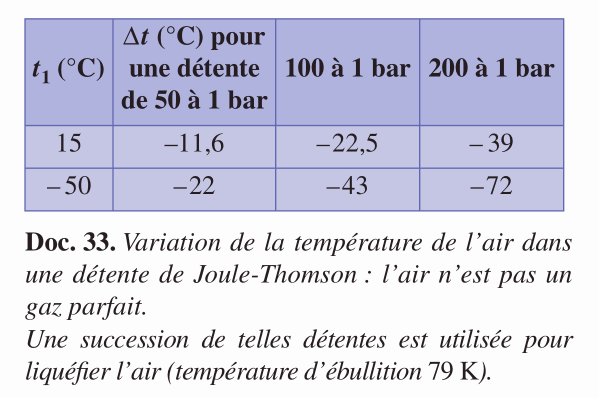 t1 (°C) Δt (°C) pour une détente de 50 à 1 bar 100 à 1 bar 200 à 1 bar
15 –11,6 –22,5 –39
–50 –22 –43 –72
Doc. 33. Variation de la température de l'air dans
une détente de Joule-Thomson : l'air n'est pas un
gaz parfait.
Une succession de telles détentes est utilisée pour
liquéfier l'air (température d'ébullition 79 K).